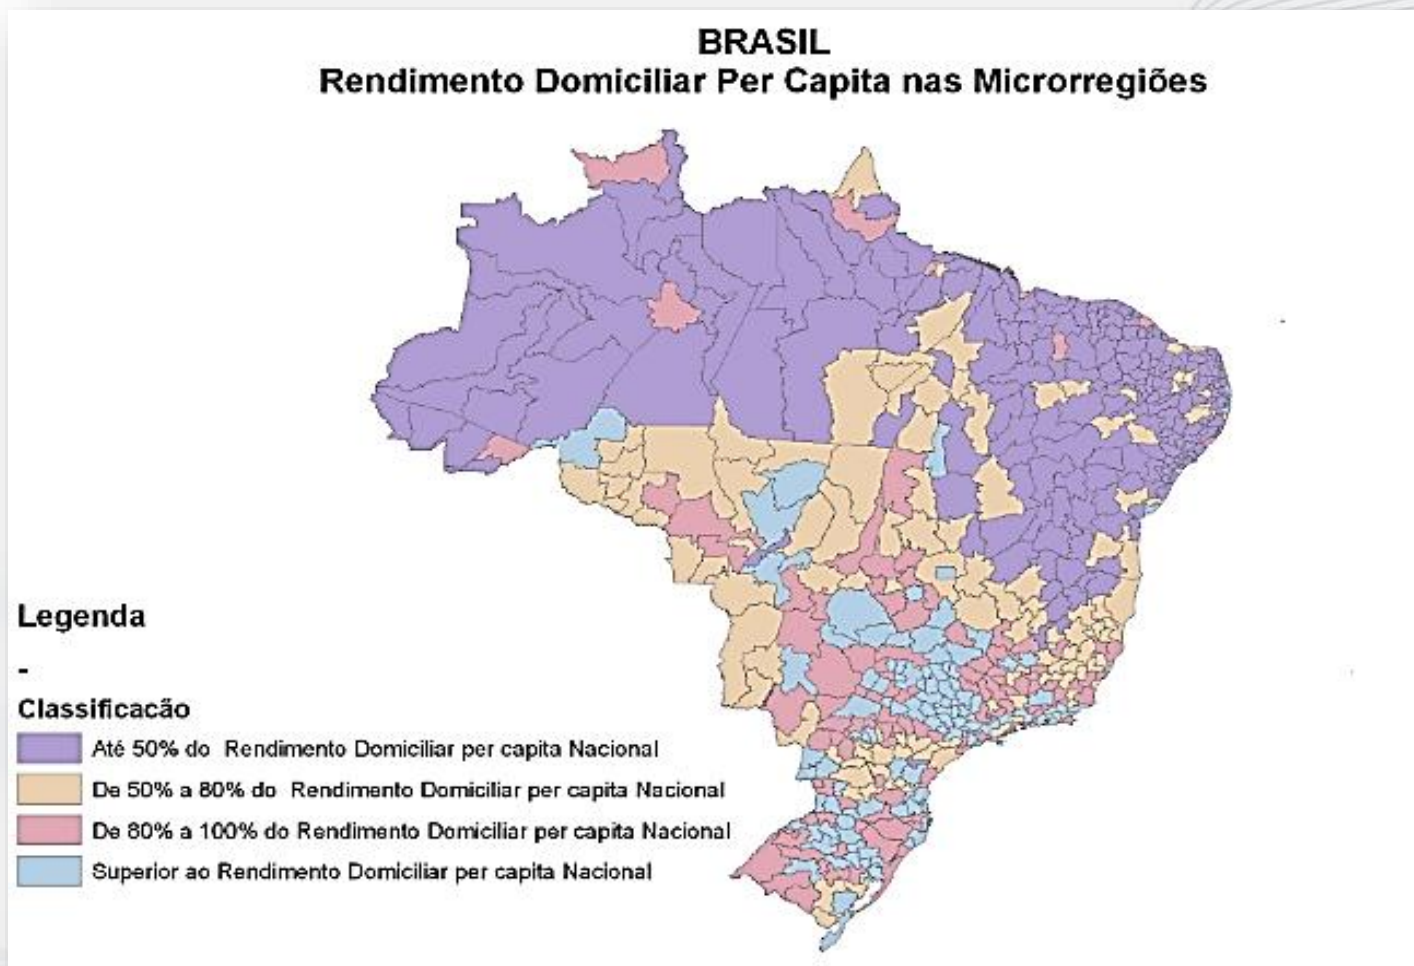 BRASIL
Rendimento Domiciliar Per Capita nas Microrregiões
Legenda
-
Classificacão
Até 50% do Rendimento Domiciliar per capita Nacional
De 50% a 80% do Rendimento Domiciliar per capita Nacional
De 80% a 100% do Rendimento Domiciliar per capita Nacional
Superior ao Rendimento Domiciliar per capita Nacional